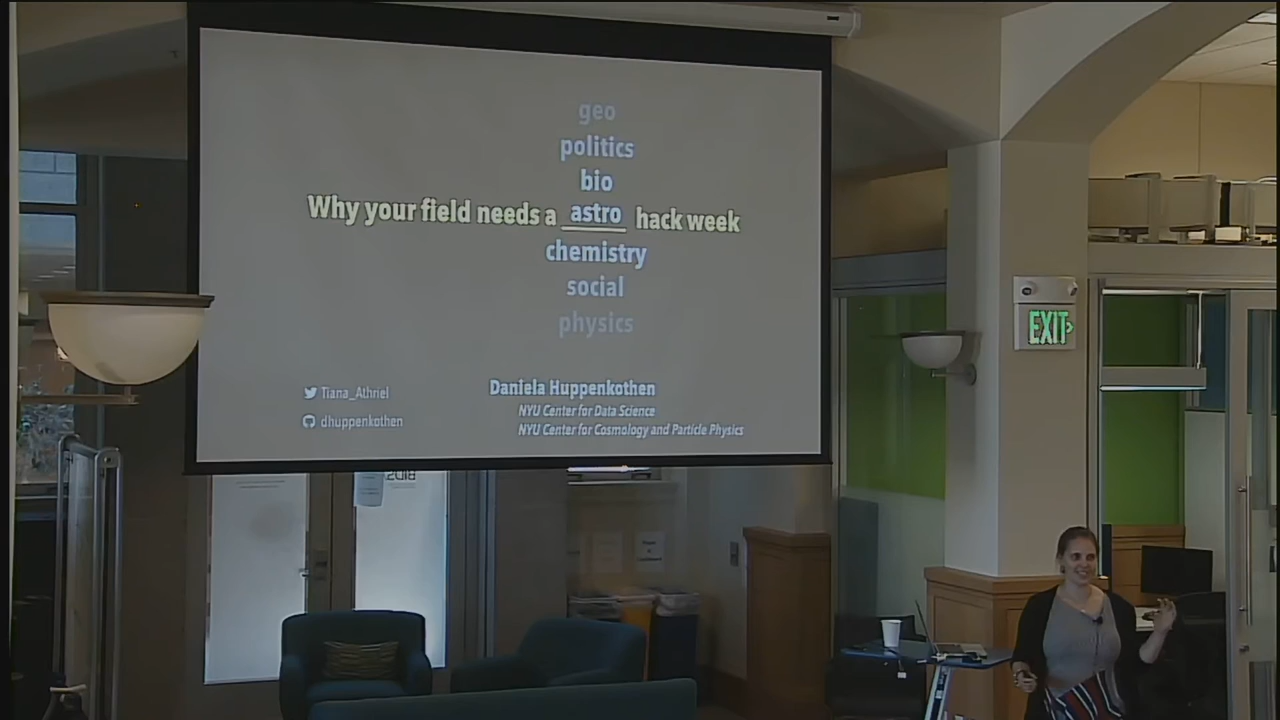 geo
politics
bio
Why your field needs a astro hack week
chemistry
social
physics
Tiana_Athriel
dhuppenkothen
Daniela Huppenkothen
NYU Center for Data Science
NYU Center for Cosmology and Particle Physics
EXIT